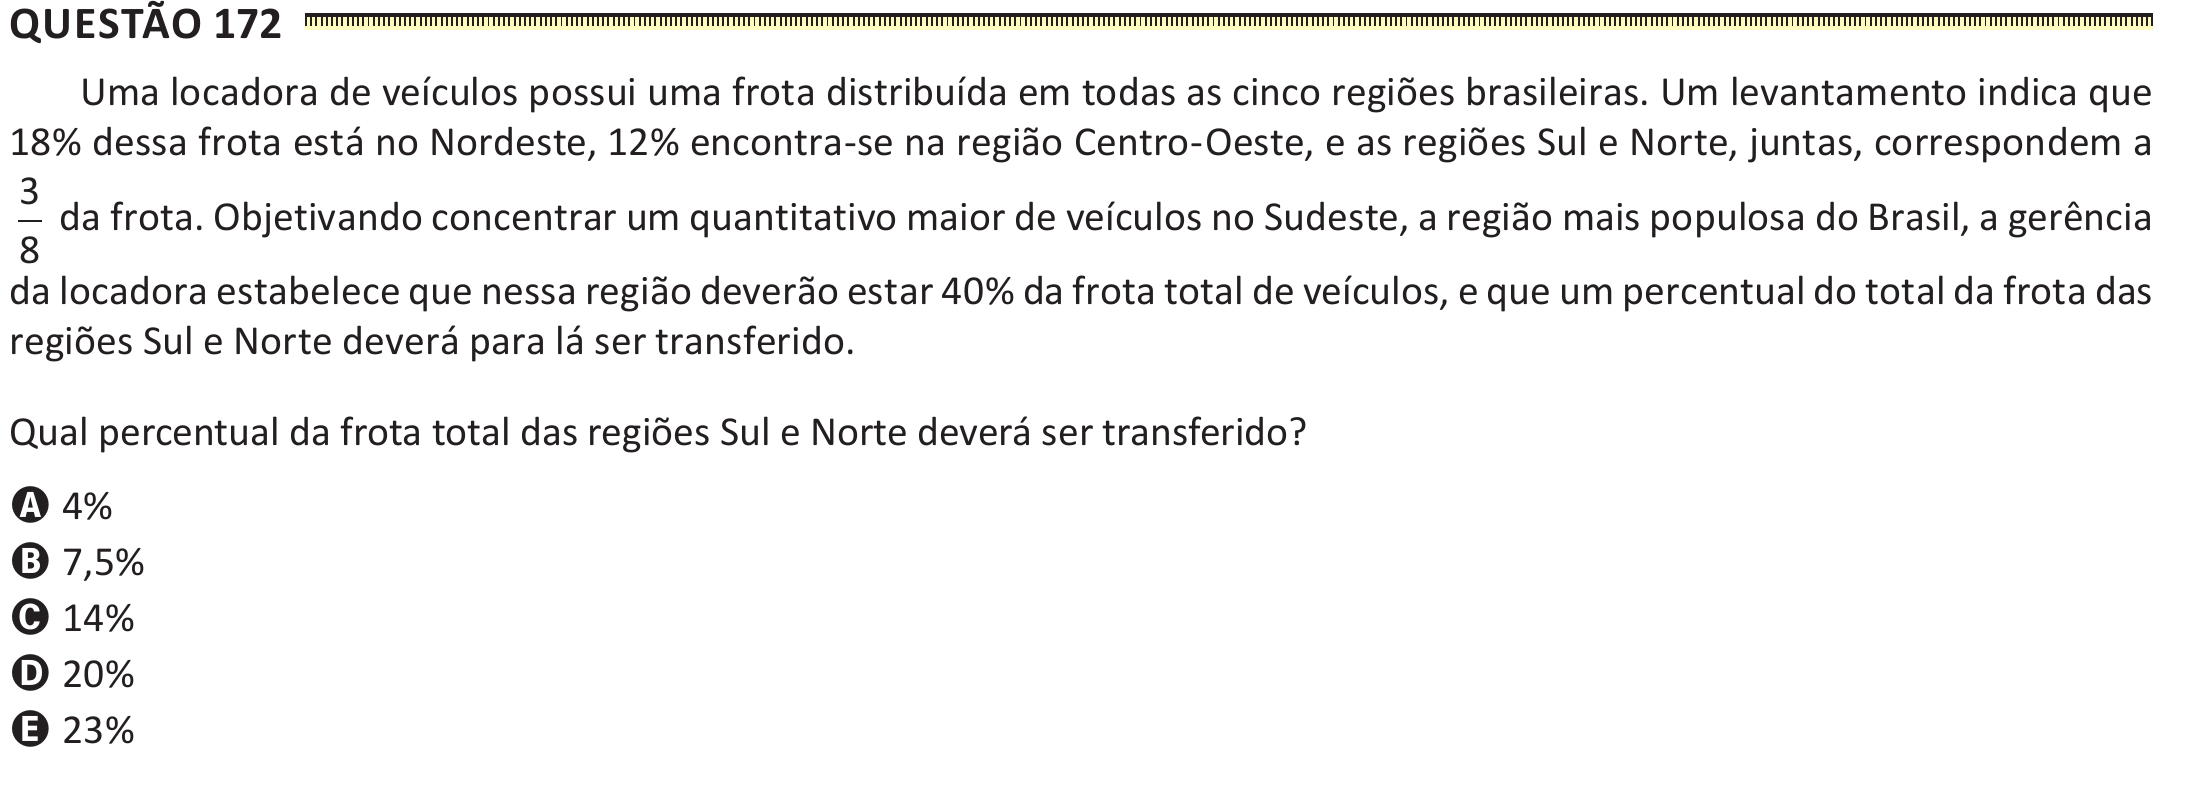 QUESTÃO 172
Uma locadora de veículos possui uma frota distribuída em todas as cinco regiões brasileiras. Um levantamento indica que
18% dessa frota está no Nordeste, 12% encontra-se na região Centro-Oeste, e as regiões Sul e Norte, juntas, correspondem a
3/8 da frota. Objetivando concentrar um quantitativo maior de veículos no Sudeste, a região mais populosa do Brasil, a gerência
da locadora estabelece que nessa região deverão estar 40% da frota total de veículos, e que um percentual do total da frota das
regiões Sul e Norte deverá para lá ser transferido.
Qual percentual da frota total das regiões Sul e Norte deverá ser transferido?
A 4%
B 7,5%
C 14%
D 20%
E 23%